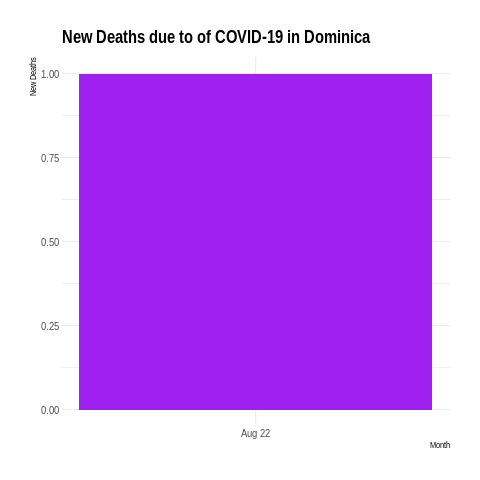 New Deaths due to of COVID-19 in Dominica
New Deaths
1.00
0.75
0.50
0.25
0.00
Aug 22
Month